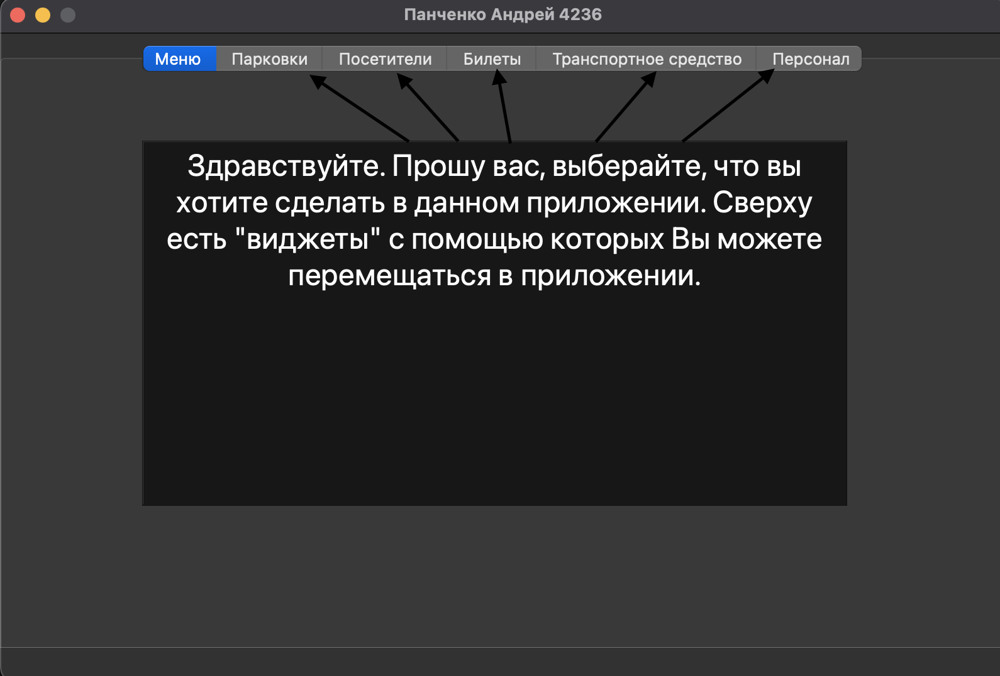 Панченко Андрей 4236
Меню Парковки Посетители Билеты Транспортное средство Персонал
Здравствуйте. Прошу вас, выберайте, что вы
хотите сделать в данном приложении. Сверху
есть "виджеты" с помощью которых Вы можете
перемещаться в приложении.